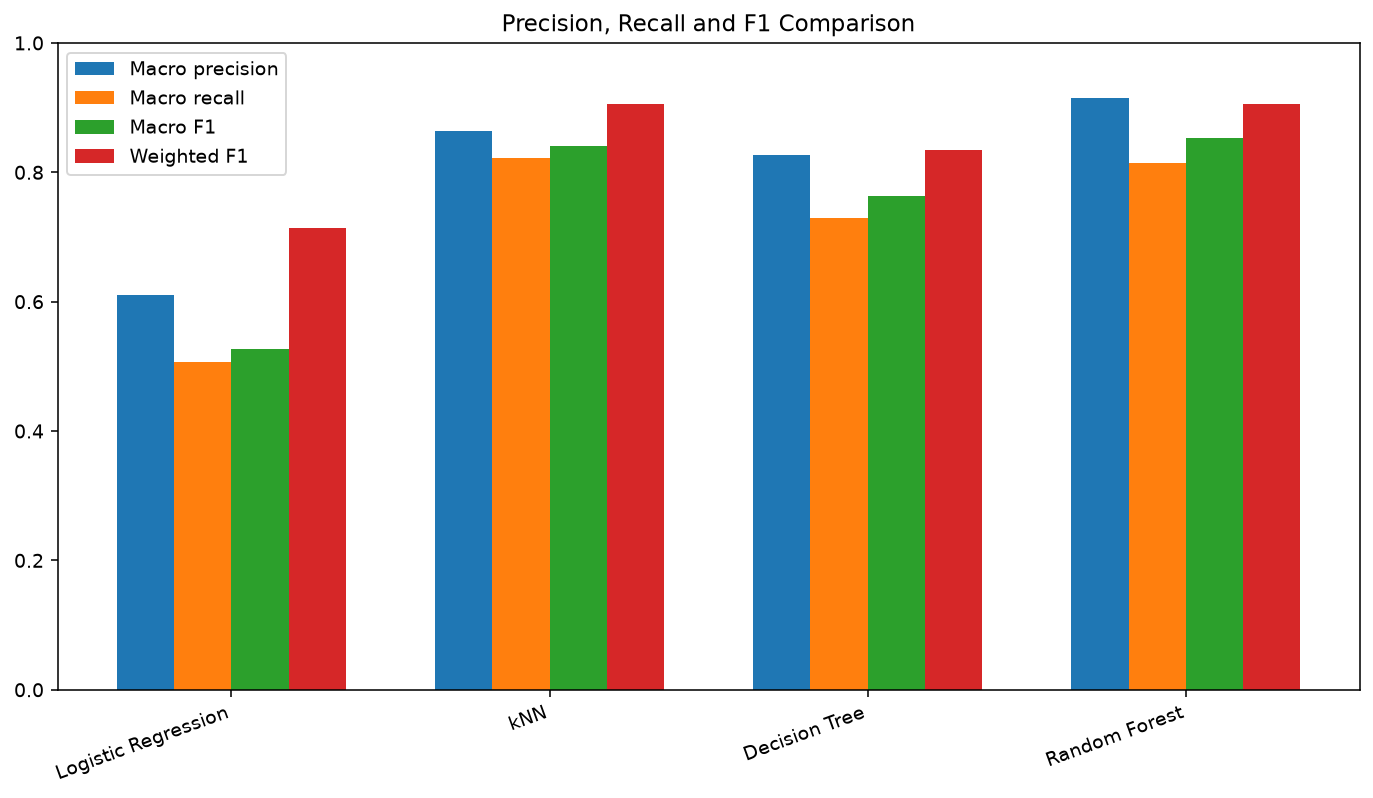 Precision, Recall and F1 Comparison
1.0
0.8
0.6
0.4
0.2
0.0
Macro precision
Macro recall
Macro F1
Weighted F1
Logistic Regression
kNN
Decision Tree
Random Forest